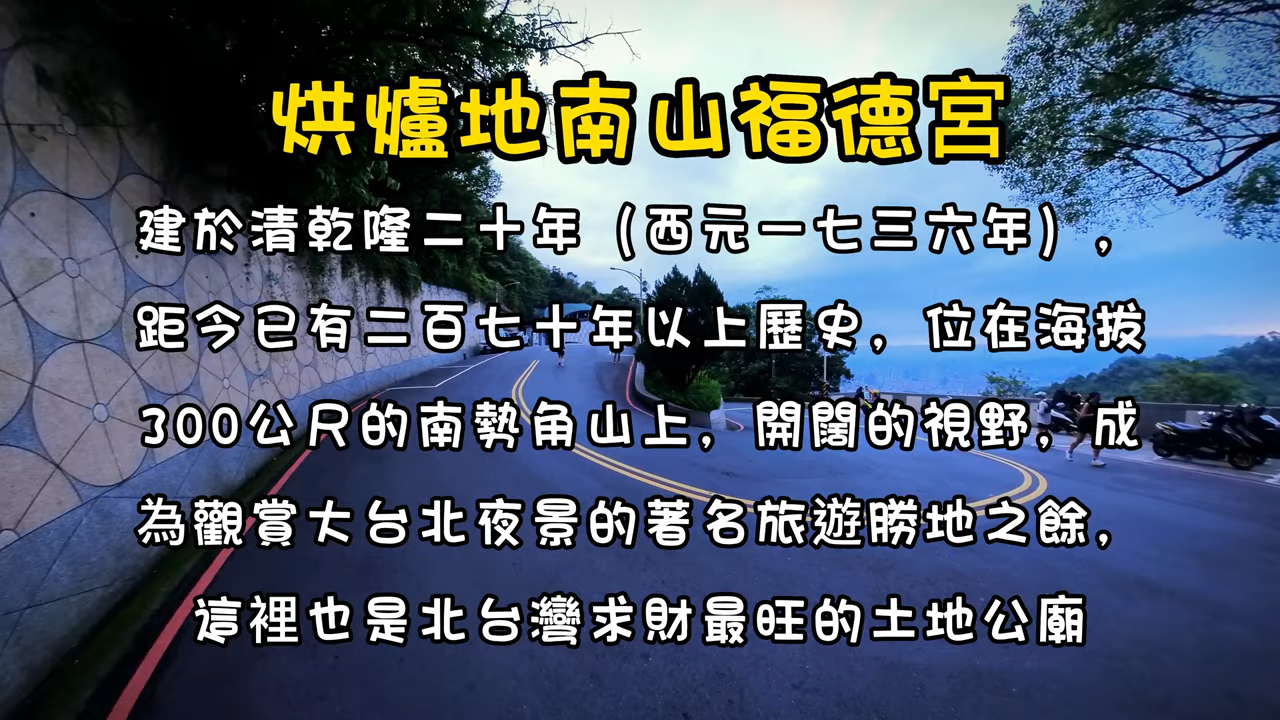 烘爐地南山福德宮
建於清乾隆二十年（西元一七三六年），
距今已有二百七十年以上歷史，位在海拔
300公尺的南勢角山上，開闊的視野，成
為觀賞大台北夜景的著名旅遊勝地之餘，
這裡也是北台灣求財最旺的土地公廟